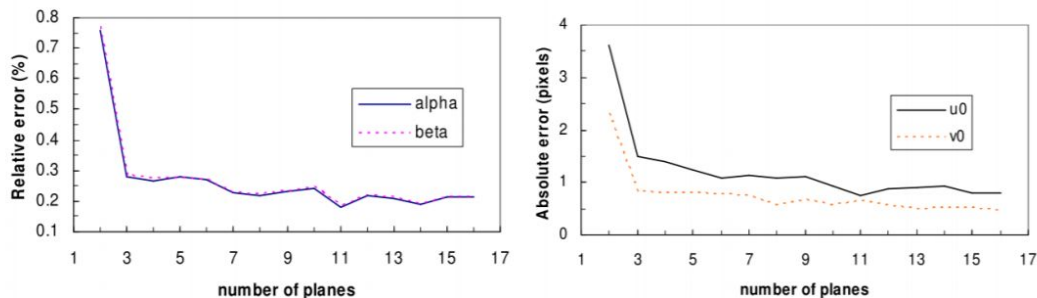 0.8
0.7
0.6
0.5
0.4
0.3
0.2
0.1
Relative error (%)
alpha
beta
1 3 5 7 9 11 13 15 17
number of planes
4
3
2
1
0
Absolute error (pixels)
u0
v0
1 3 5 7 9 11 13 15 17
number of planes